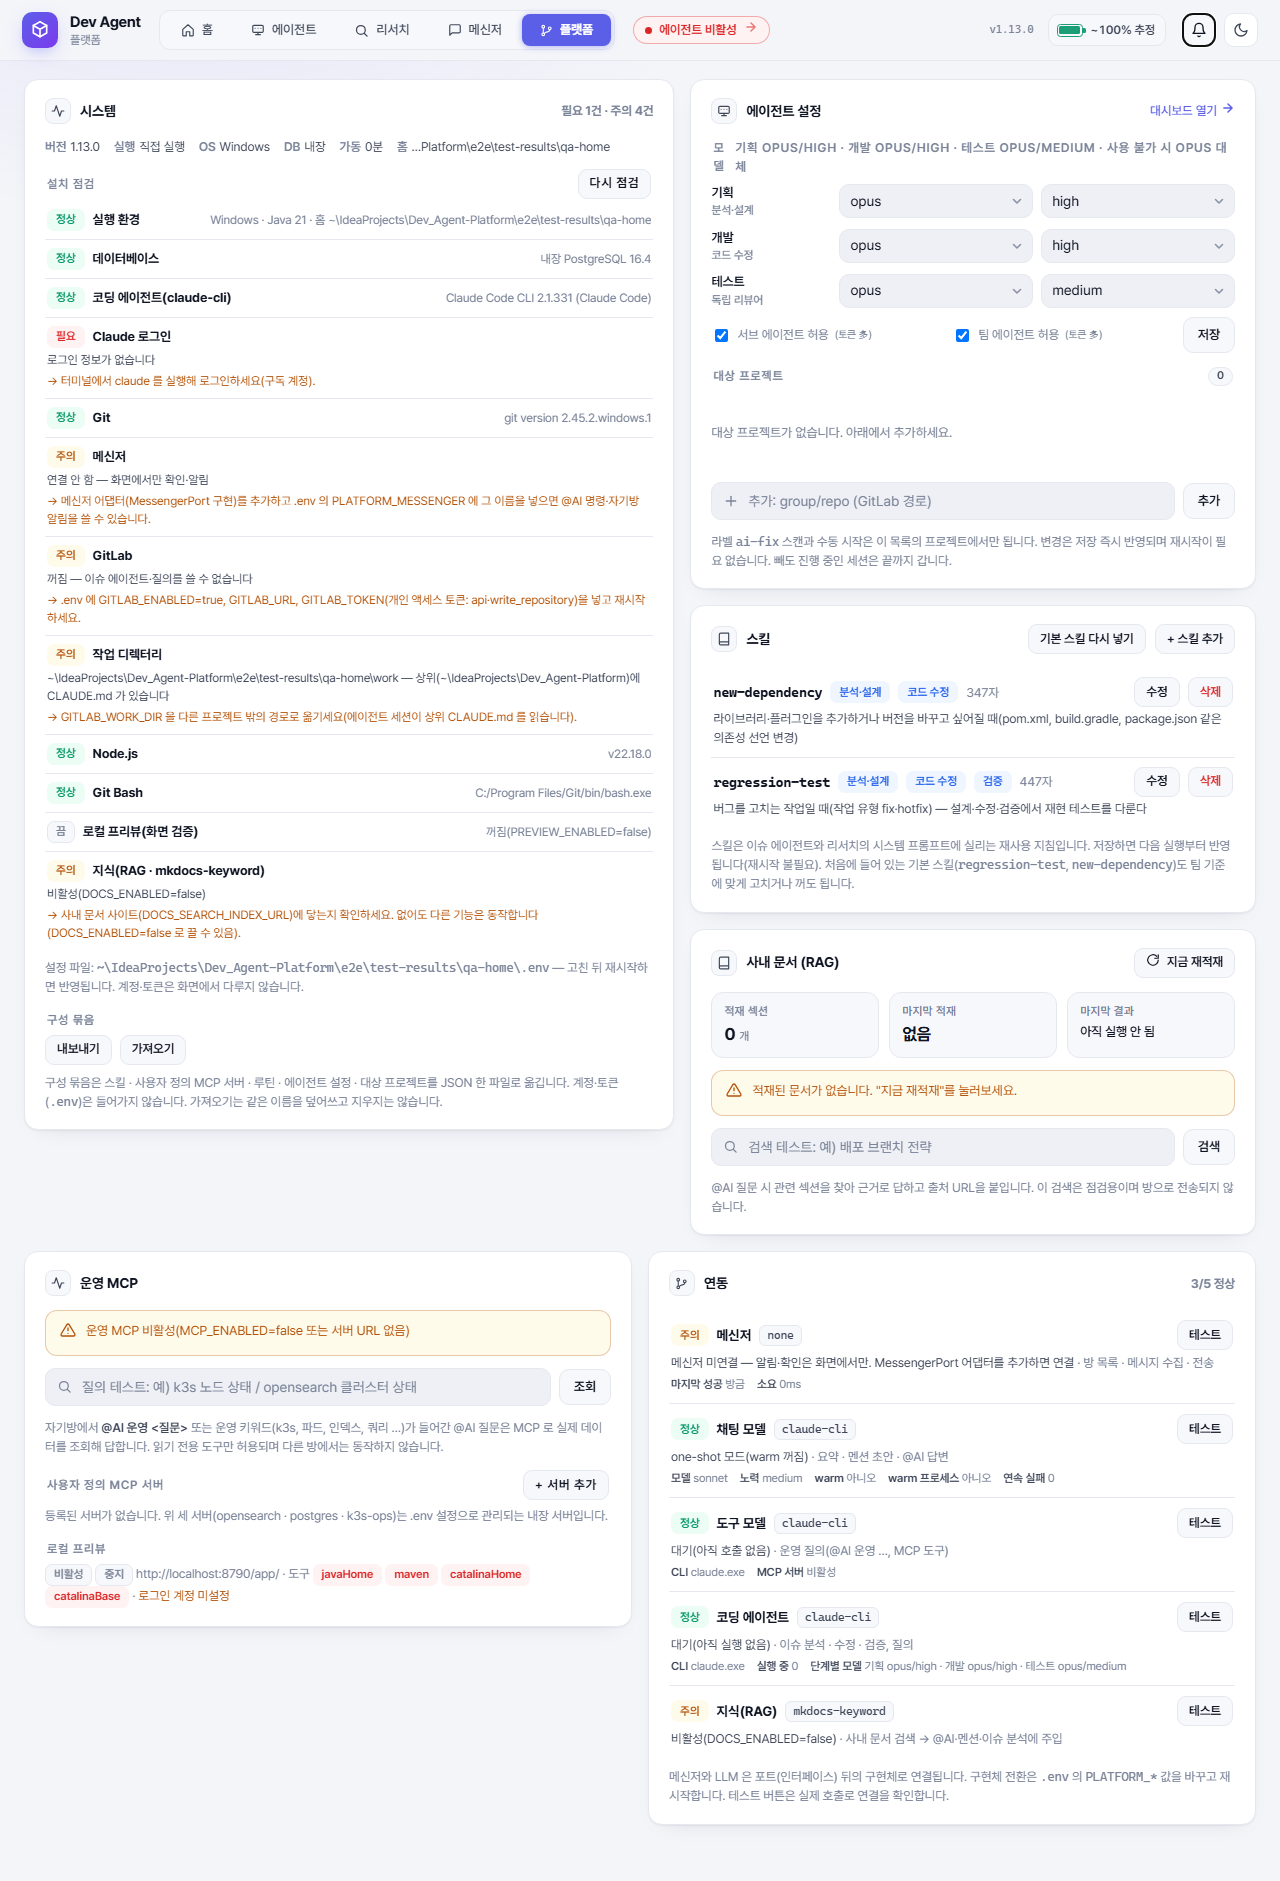 Dev Agent
플랫폼
홈
에이전트
리서치
메신저
플랫폼
에이전트 비활성 →
v1.13.0
~100% 추정
시스템
필요 1건 · 주의 4건
버전 1.13.0 실행 직접 실행 OS Windows DB 내장 가동 0분 홈 …Platform\e2e\test-results\qa-home
설치 점검
다시 점검
정상 실행 환경 Windows · Java 21 · 홈 ~\IdeaProjects\Dev_Agent-Platform\e2e\test-results\qa-home
정상 데이터베이스 내장 PostgreSQL 16.4
정상 코딩 에이전트(claude-cli) Claude Code CLI 2.1.331 (Claude Code)
필요 Claude 로그인
로그인 정보가 없습니다
→ 터미널에서 claude 를 실행해 로그인하세요(구독 계정).
정상 Git git version 2.45.2.windows.1
주의 메신저
연결 안 함 — 화면에서만 확인·알림
→ 메신저 어댑터(MessengerPort 구현)를 추가하고 .env 의 PLATFORM_MESSENGER 에 그 이름을 넣으면 @AI 명령·자기방
알림을 쓸 수 있습니다.
주의 GitLab
꺼짐 — 이슈 에이전트·질의를 쓸 수 없습니다
→ .env 에 GITLAB_ENABLED=true, GITLAB_URL, GITLAB_TOKEN(개인 액세스 토큰: api·write_repository)을 넣고 재시작
하세요.
주의 작업 디렉터리
~\IdeaProjects\Dev_Agent-Platform\e2e\test-results\qa-home\work — 상위(~\IdeaProjects\Dev_Agent-Platform)에
CLAUDE.md 가 있습니다
→ GITLAB_WORK_DIR 을 다른 프로젝트 밖의 경로로 옮기세요(에이전트 세션이 상위 CLAUDE.md 를 읽습니다).
정상 Node.js v22.18.0
정상 Git Bash C:/Program Files/Git/bin/bash.exe
끔 로컬 프리뷰(화면 검증) 꺼짐(PREVIEW_ENABLED=false)
주의 지식(RAG · mkdocs-keyword)
비활성(DOCS_ENABLED=false)
→ 사내 문서 사이트(DOCS_SEARCH_INDEX_URL)에 닿는지 확인하세요. 없어도 다른 기능은 동작합니다
(DOCS_ENABLED=false 로 끌 수 있음).
설정 파일: ~\IdeaProjects\Dev_Agent-Platform\e2e\test-results\qa-home\.env — 고친 뒤 재시작하
면 반영됩니다. 계정·토큰은 화면에서 다루지 않습니다.
구성 묶음
내보내기
가져오기
구성 묶음은 스킬 · 사용자 정의 MCP 서버 · 루틴 · 에이전트 설정 · 대상 프로젝트를 JSON 한 파일로 옮깁니다. 계정·토큰
(.env)은 들어가지 않습니다. 가져오기는 같은 이름을 덮어쓰고 지우지는 않습니다.
에이전트 설정
대시보드 열기 →
모 기획 OPUS/HIGH · 개발 OPUS/HIGH · 테스트 OPUS/MEDIUM · 사용 불가 시 OPUS 대
델 체
기획
분석·설계
opus
high
개발
코드 수정
opus
high
테스트
독립 리뷰어
opus
medium
서브 에이전트 허용 (토큰 多)
팀 에이전트 허용 (토큰 多)
저장
대상 프로젝트
0
대상 프로젝트가 없습니다. 아래에서 추가하세요.
추가: group/repo (GitLab 경로)
추가
라벨 ai-fix 스캔과 수동 시작은 이 목록의 프로젝트에서만 됩니다. 변경은 저장 즉시 반영되며 재시작이 필
요 없습니다. 빼도 진행 중인 세션은 끝까지 갑니다.
스킬
기본 스킬 다시 넣기
+ 스킬 추가
new-dependency 분석·설계 코드 수정 347자
수정
삭제
라이브러리·플러그인을 추가하거나 버전을 바꾸고 싶어질 때(pom.xml, build.gradle, package.json 같은
의존성 선언 변경)
regression-test 분석·설계 코드 수정 검증 447자
수정
삭제
버그를 고치는 작업일 때(작업 유형 fix·hotfix) — 설계·수정·검증에서 재현 테스트를 다룬다
스킬은 이슈 에이전트와 리서치의 시스템 프롬프트에 실리는 재사용 지침입니다. 저장하면 다음 실행부터 반영
됩니다(재시작 불필요). 처음에 들어 있는 기본 스킬(regression-test, new-dependency)도 팀 기준
에 맞게 고치거나 꺼도 됩니다.
사내 문서 (RAG)
지금 재적재
적재 섹션
0 개
마지막 적재
없음
마지막 결과
아직 실행 안 됨
적재된 문서가 없습니다. "지금 재적재"를 눌러보세요.
검색 테스트: 예) 배포 브랜치 전략
검색
@AI 질문 시 관련 섹션을 찾아 근거로 답하고 출처 URL을 붙입니다. 이 검색은 점검용이며 방으로 전송되지 않
습니다.
운영 MCP
운영 MCP 비활성(MCP_ENABLED=false 또는 서버 URL 없음)
질의 테스트: 예) k3s 노드 상태 / opensearch 클러스터 상태
조회
자기방에서 @AI 운영 <질문> 또는 운영 키워드(k3s, 파드, 인덱스, 쿼리 …)가 들어간 @AI 질문은 MCP 로 실제 데이
터를 조회해 답합니다. 읽기 전용 도구만 허용되며 다른 방에서는 동작하지 않습니다.
사용자 정의 MCP 서버
+ 서버 추가
등록된 서버가 없습니다. 위 세 서버(opensearch · postgres · k3s-ops)는 .env 설정으로 관리되는 내장 서버입니다.
로컬 프리뷰
비활성 중지 http://localhost:8790/app/ · 도구 javaHome maven catalinaHome
catalinaBase · 로그인 계정 미설정
연동
3/5 정상
주의 메신저 none
테스트
메신저 미연결 — 알림·확인은 화면에서만. MessengerPort 어댑터를 추가하면 연결 · 방 목록 · 메시지 수집 · 전송
마지막 성공 방금 소요 0ms
정상 채팅 모델 claude-cli
테스트
one-shot 모드(warm 꺼짐) · 요약 · 멘션 초안 · @AI 답변
모델 sonnet 노력 medium warm 아니오 warm 프로세스 아니오 연속 실패 0
정상 도구 모델 claude-cli
테스트
대기(아직 호출 없음) · 운영 질의(@AI 운영 …, MCP 도구)
CLI claude.exe MCP 서버 비활성
정상 코딩 에이전트 claude-cli
테스트
대기(아직 실행 없음) · 이슈 분석 · 수정 · 검증, 질의
CLI claude.exe 실행 중 0 단계별 모델 기획 opus/high · 개발 opus/high · 테스트 opus/medium
주의 지식(RAG) mkdocs-keyword
테스트
비활성(DOCS_ENABLED=false) · 사내 문서 검색 → @AI·멘션·이슈 분석에 주입
메신저와 LLM 은 포트(인터페이스) 뒤의 구현체로 연결됩니다. 구현체 전환은 .env 의 PLATFORM_* 값을 바꾸고 재
시작합니다. 테스트 버튼은 실제 호출로 연결을 확인합니다.